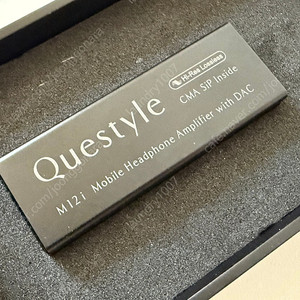 Hi-Res Lossless
CMA SiP Inside
Questyle
M12i Mobile Headphone Amplifier with DAC